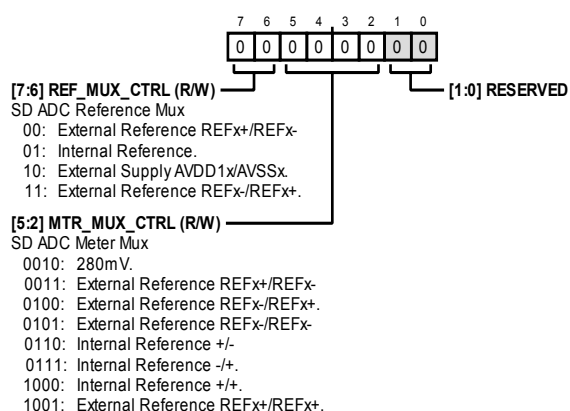 7 6 5 4 3 2 1 0
0 0 0 0 0 0 0 0
[7:6] REF_MUX_CTRL (R/W) [1:0] RESERVED
SD ADC Reference Mux
00: External Reference REFx+/REFx-
01: Internal Reference.
10: External Supply AVDD1x/AVSSx.
11: External Reference REFx-/REFx+.
[5:2] MTR_MUX_CTRL (R/W)
SD ADC Meter Mux
0010: 280mV.
0011: External Reference REFx+/REFx-
0100: External Reference REFx-/REFx+.
0101: External Reference REFx-/REFx-
0110: Internal Reference +/-
0111: Internal Reference -/+.
1000: Internal Reference +/+.
1001: External Reference REFx+/REFx+.